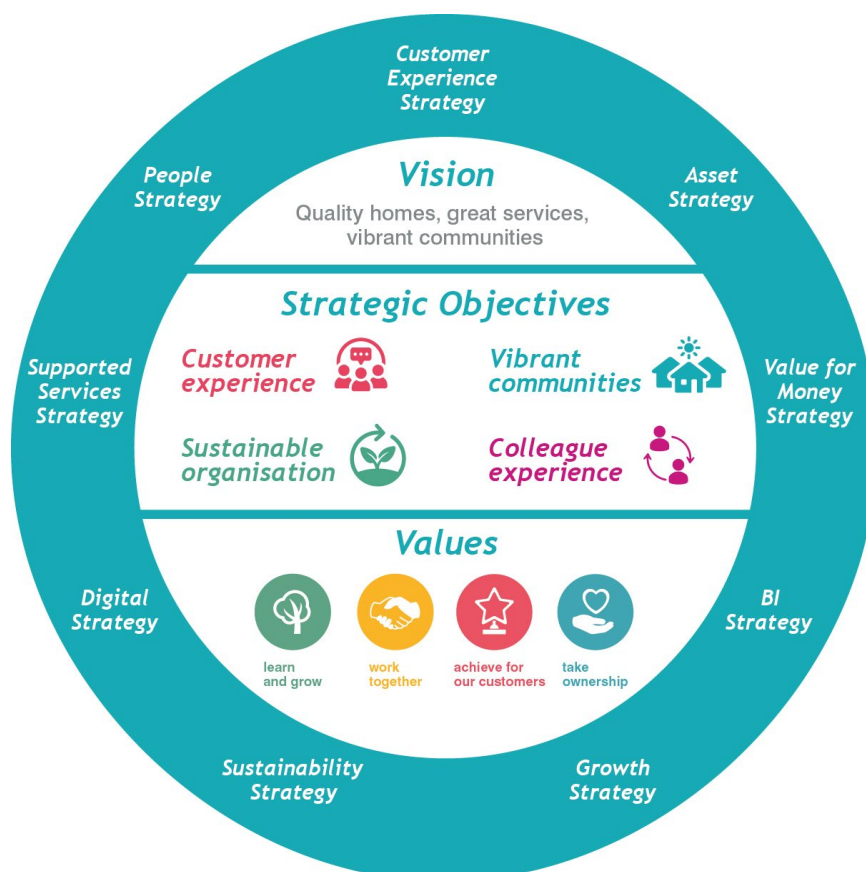 Customer
Experience
Strategy
People
Strategy
Asset
Strategy
Vision
Quality homes, great services,
vibrant communities
Strategic Objectives
Customer
experience
Vibrant
communities
Supported
Services
Strategy
Value for
Money
Strategy
Sustainable
organisation
Colleague
experience
Values
Digital
Strategy
BI
Strategy
learn
and grow
work
together
achieve for
our customers
take
ownership
Sustainability
Strategy
Growth
Strategy